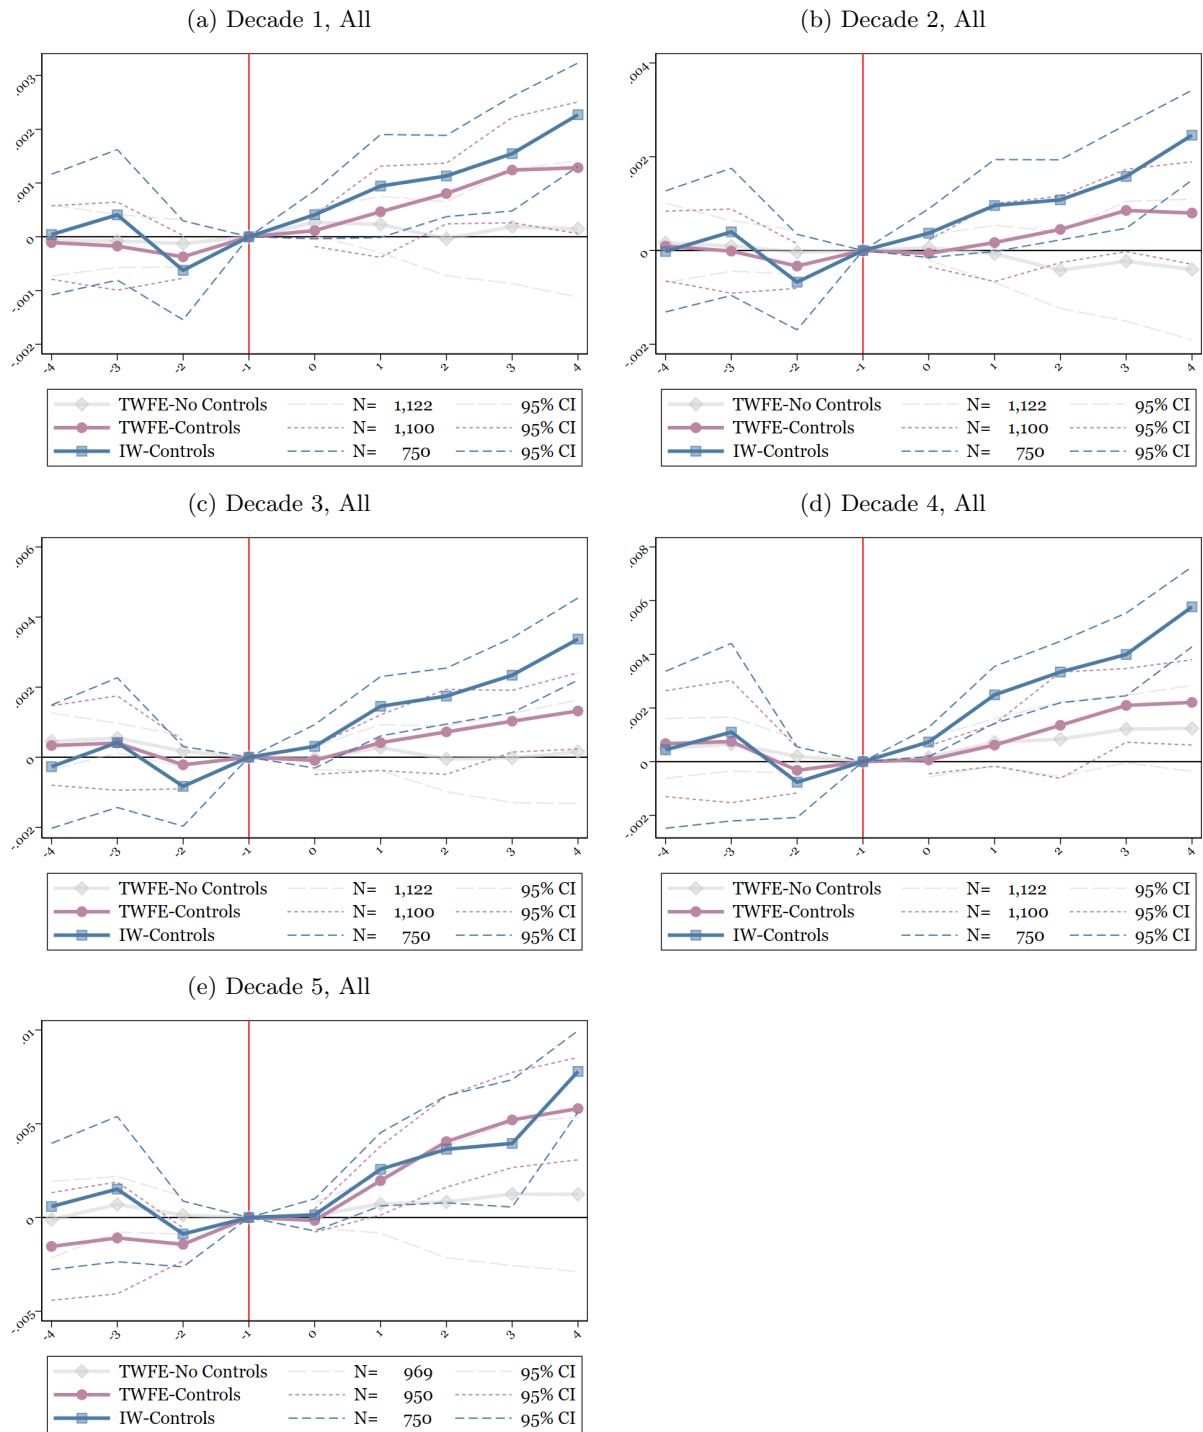 (a) Decade 1, All
.003
.002
.001
0
-.001
-.002
-4 -3 -2 -1 0 1 2 3 4
TWFE-No Controls N= 1,122 95% CI
TWFE-Controls N= 1,100 95% CI
IW-Controls N= 750 95% CI
(b) Decade 2, All
.004
.002
0
-.002
-4 -3 -2 -1 0 1 2 3 4
TWFE-No Controls N= 1,122 95% CI
TWFE-Controls N= 1,100 95% CI
IW-Controls N= 750 95% CI
(c) Decade 3, All
.006
.004
.002
0
-.002
-4 -3 -2 -1 0 1 2 3 4
TWFE-No Controls N= 1,122 95% CI
TWFE-Controls N= 1,100 95% CI
IW-Controls N= 750 95% CI
(d) Decade 4, All
.008
.006
.004
.002
0
-.002
-4 -3 -2 -1 0 1 2 3 4
TWFE-No Controls N= 1,122 95% CI
TWFE-Controls N= 1,100 95% CI
IW-Controls N= 750 95% CI
(e) Decade 5, All
.01
.005
0
-.005
-4 -3 -2 -1 0 1 2 3 4
TWFE-No Controls N= 969 95% CI
TWFE-Controls N= 950 95% CI
IW-Controls N= 750 95% CI